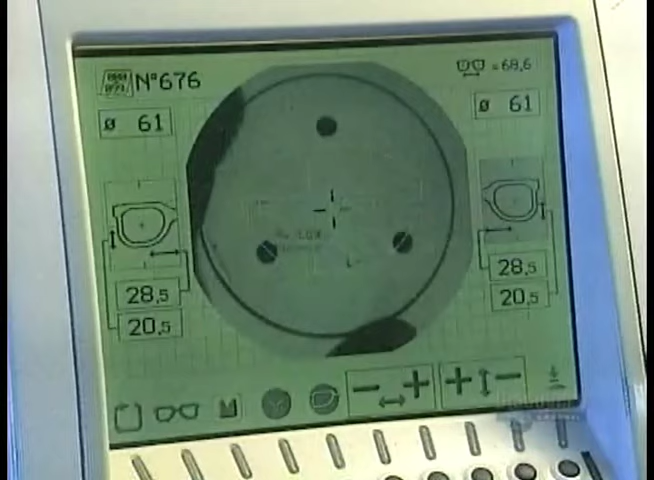 N°676
=68,6
ø 61
ø 61
28,5
20,5
28,5
20,5
− +
+ −